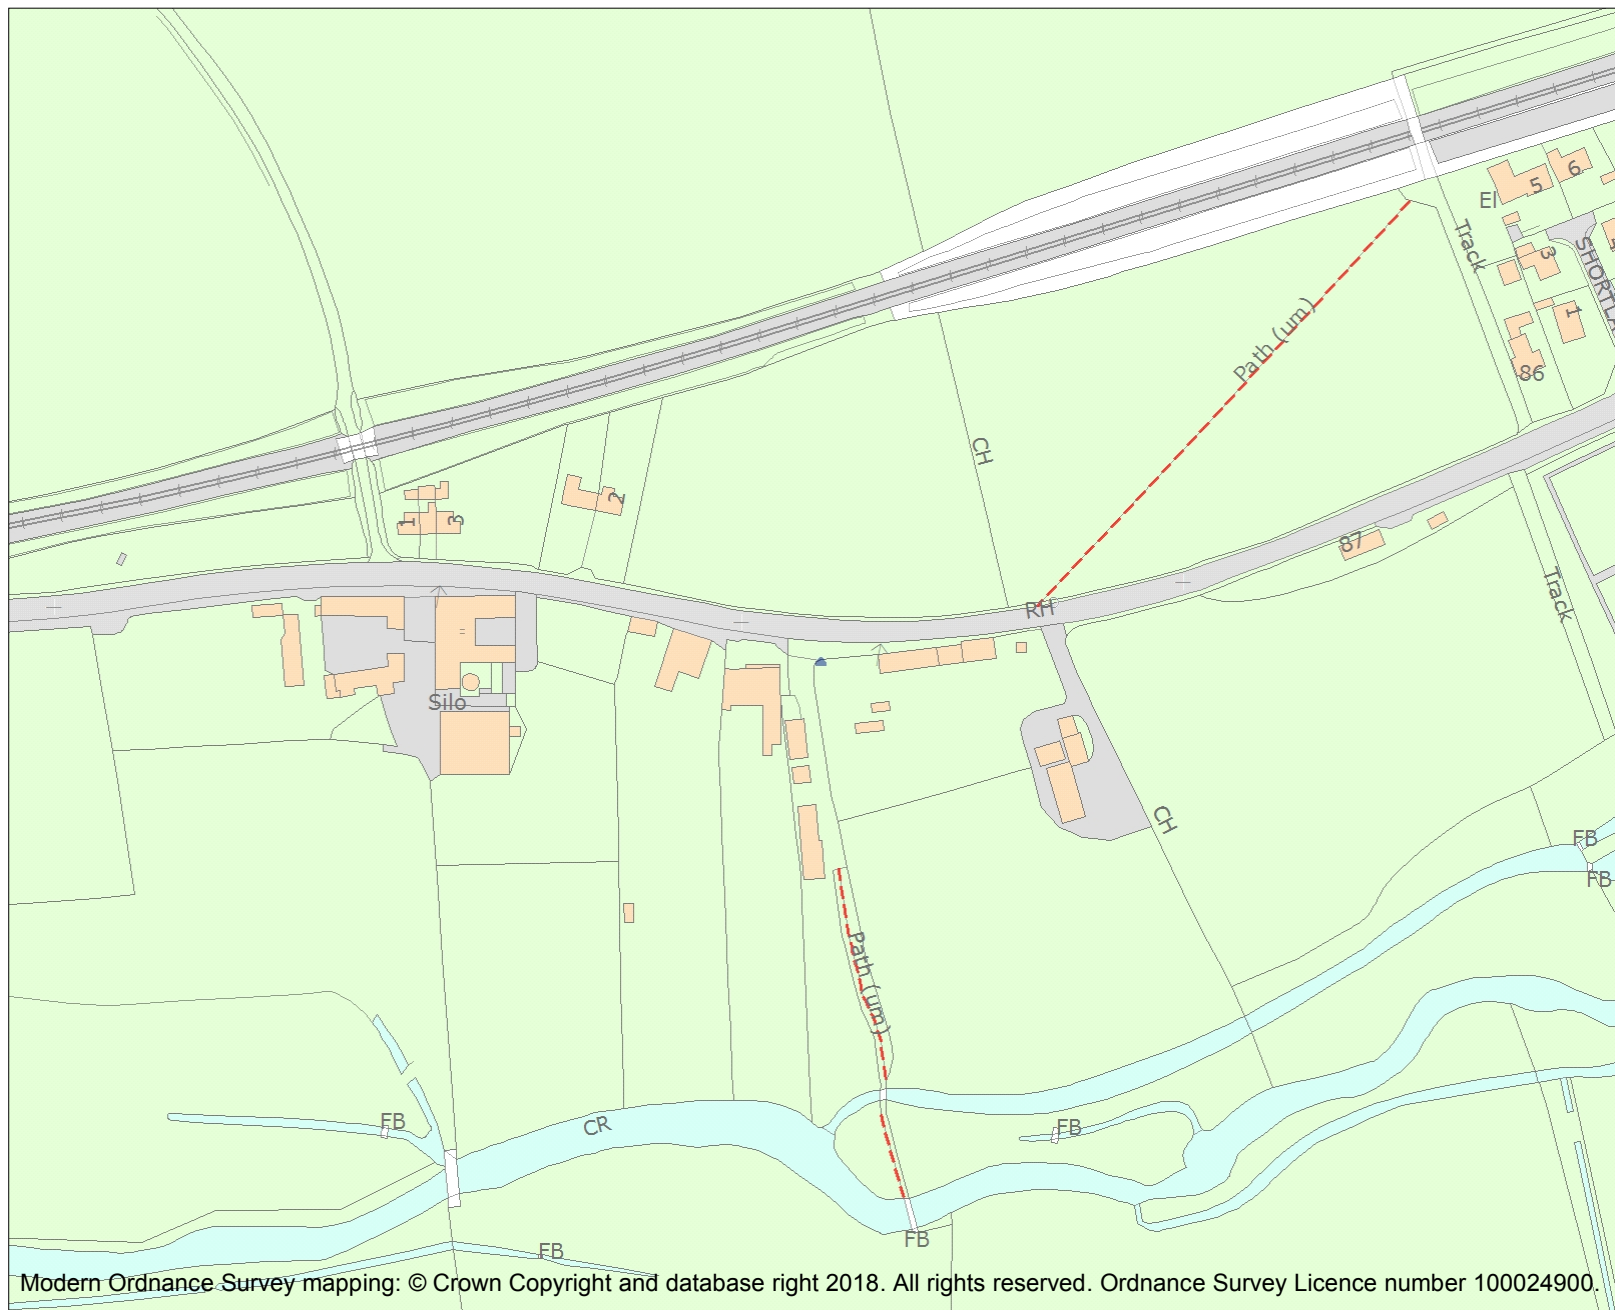 6
5
El
Track
3
SHORTLA
1
Path (um)
86
CH
2
1
3
87
Track
RH
Silo
CH
FB
FB
Path (um)
FB
CR
FB
FB
FB
Modern Ordnance Survey mapping: © Crown Copyright and database right 2018. All rights reserved. Ordnance Survey Licence number 100024900.